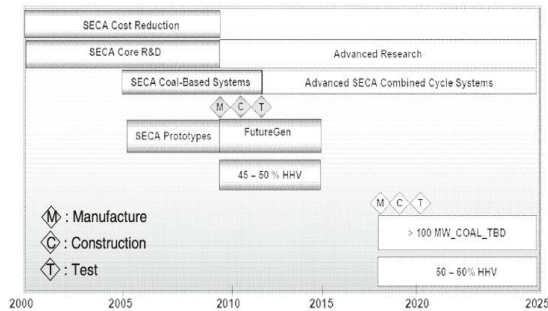 SECA Cost Reduction
SECA Core R&D
Advanced Research
SECA Coal-Based Systems
Advanced SECA Combined Cycle Systems
M C T
SECA Prototypes
FutureGen
45 – 50 % HHV
M C T
M : Manufacture
C : Construction
T : Test
> 100 MW_COAL_TBD
50 – 60% HHV
2000 2005 2010 2015 2020 2025